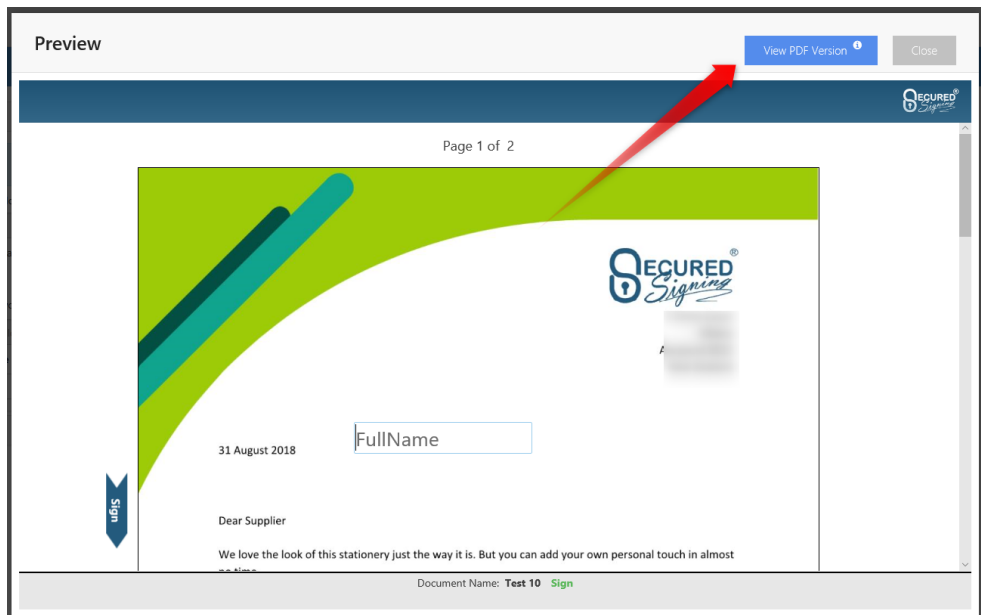 Preview
View PDF Version
Close
SECURED
Signing
Page 1 of 2
SECURED
Signing
A
FullName
31 August 2018
Sign
Dear Supplier
We love the look of this stationery just the way it is. But you can add your own personal touch in almost
no time
Document Name: Test 10 Sign